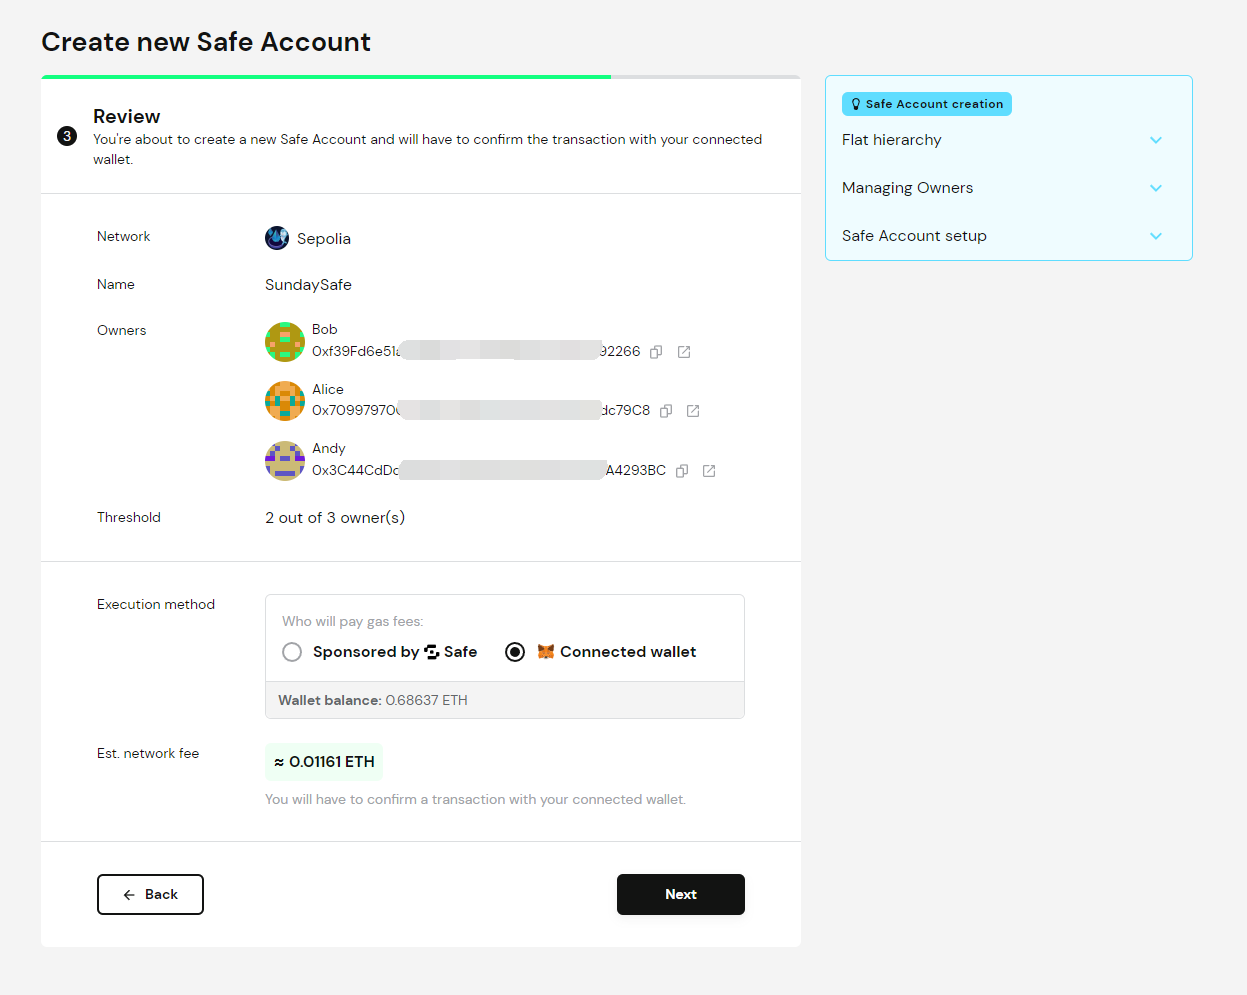 Create new Safe Account
3
Review
You're about to create a new Safe Account and will have to confirm the transaction with your connected
wallet.
Network
Sepolia
Name
SundaySafe
Owners
Bob
0xf39Fd6e51a 92266
Alice
0x70997970 dc79C8
Andy
0x3C44CdDd A4293BC
Threshold
2 out of 3 owner(s)
Execution method
Who will pay gas fees:
Sponsored by Safe
Connected wallet
Wallet balance: 0.68637 ETH
Est. network fee
≈ 0.01161 ETH
You will have to confirm a transaction with your connected wallet.
Back
Next
Safe Account creation
Flat hierarchy
Managing Owners
Safe Account setup